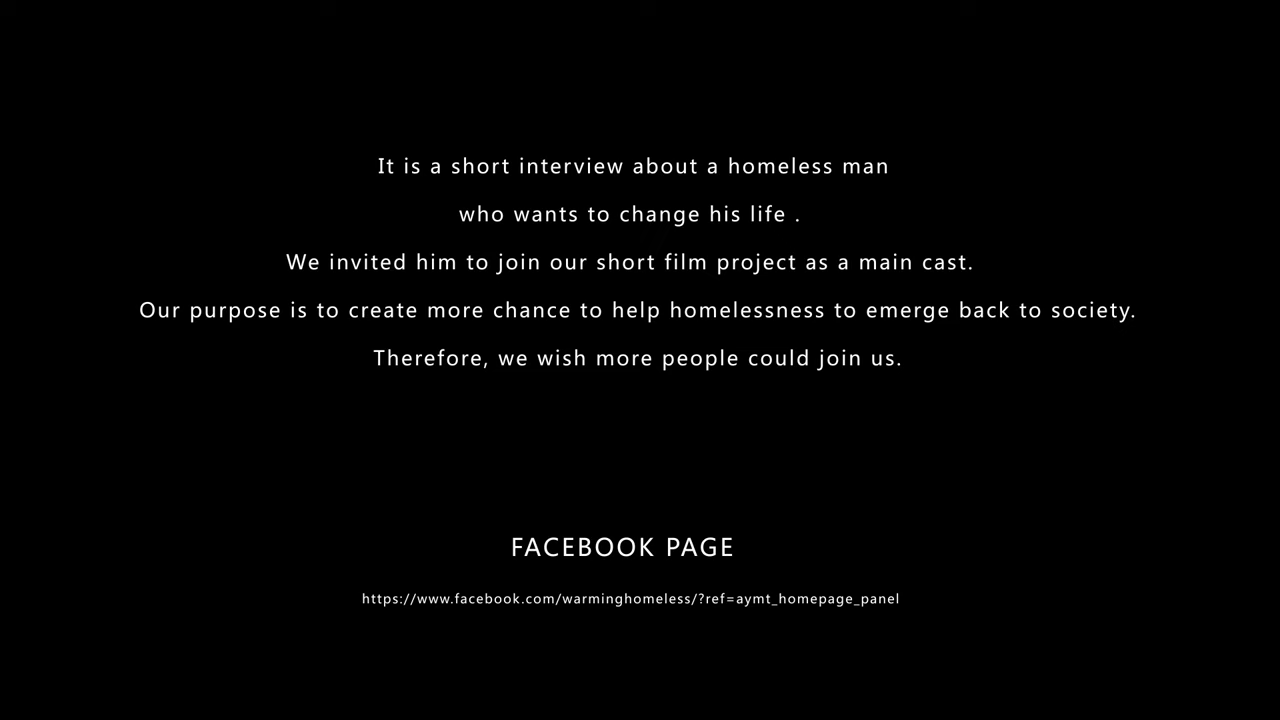 It is a short interview about a homeless man
who wants to change his life .
We invited him to join our short film project as a main cast.
Our purpose is to create more chance to help homelessness to emerge back to society.
Therefore, we wish more people could join us.
FACEBOOK PAGE
https://www.facebook.com/warminghomeless/?ref=aymt_homepage_panel